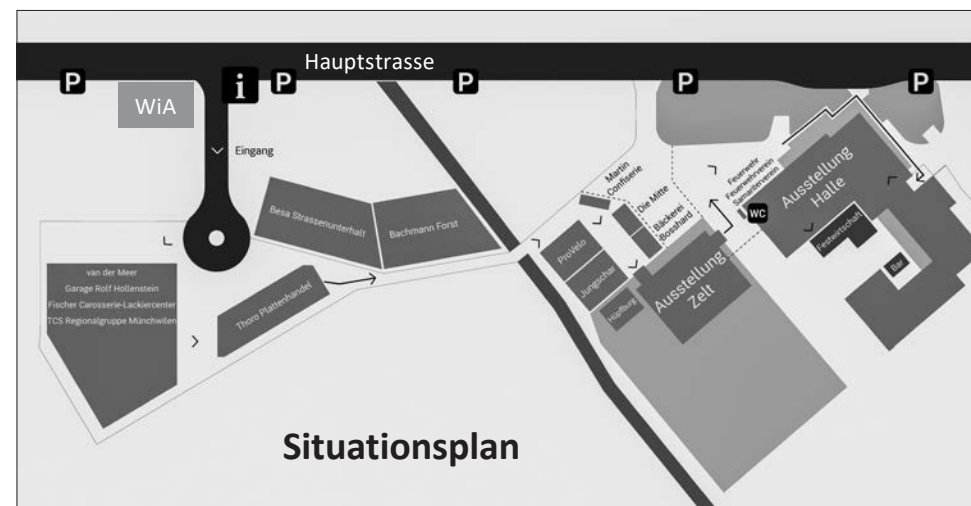 Hauptstrasse
P
i
P
P
P
P
WiA
Eingang
Besa Strassenunterhalt
Bachmann Forst
van der Meer
Garage Rolf Hollenstein
Fischer Carosserie-Lackiercenter
TCS Regionalgruppe Münchwilen
Thoro Plattenhandel
Martin
Confiserie
Die Mitte
Bäckerei
Bosshard
ProVelo
Jungschar
Hüpfburg
Ausstellung
Zelt
Feuerwehr
Feuerwehrverein
Samariterverein
WC
Ausstellung
Halle
Festwirtschaft
Bar
Situationsplan